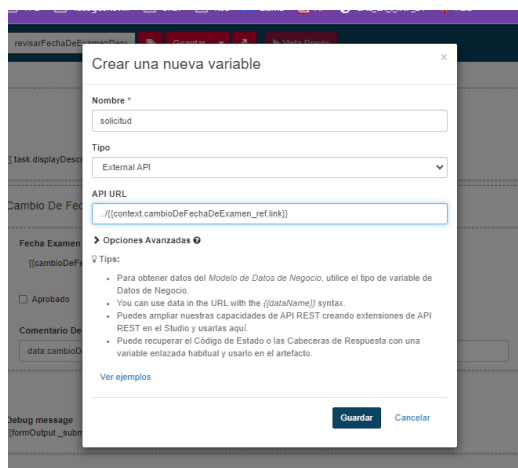 revisarFechaDeExamenDes
Guardar
Vista Previa
Crear una nueva variable
×
Nombre *
solicitud
{ task.displayDescr
Tipo
External API
API URL
Cambio De Fec
../{{context.cambioDeFechaDeExamen_ref.link}}
Fecha Examen
Opciones Avanzadas
{{cambioDeFe
Tips:
• Para obtener datos del Modelo de Datos de Negocio, utilice el tipo de variable de
Datos de Negocio.
• You can use data in the URL with the {{dataName}} syntax.
Aprobado
• Puedes ampliar nuestras capacidades de API REST creando extensiones de API
REST en el Studio y usarlas aquí.
Comentario De
• Puede recuperar el Código de Estado o las Cabeceras de Respuesta con una
variable enlazada habitual y usarlo en el artefacto.
data:cambioD
Ver ejemplos
Guardar
Cancelar
Debug message
{formOutput._subm